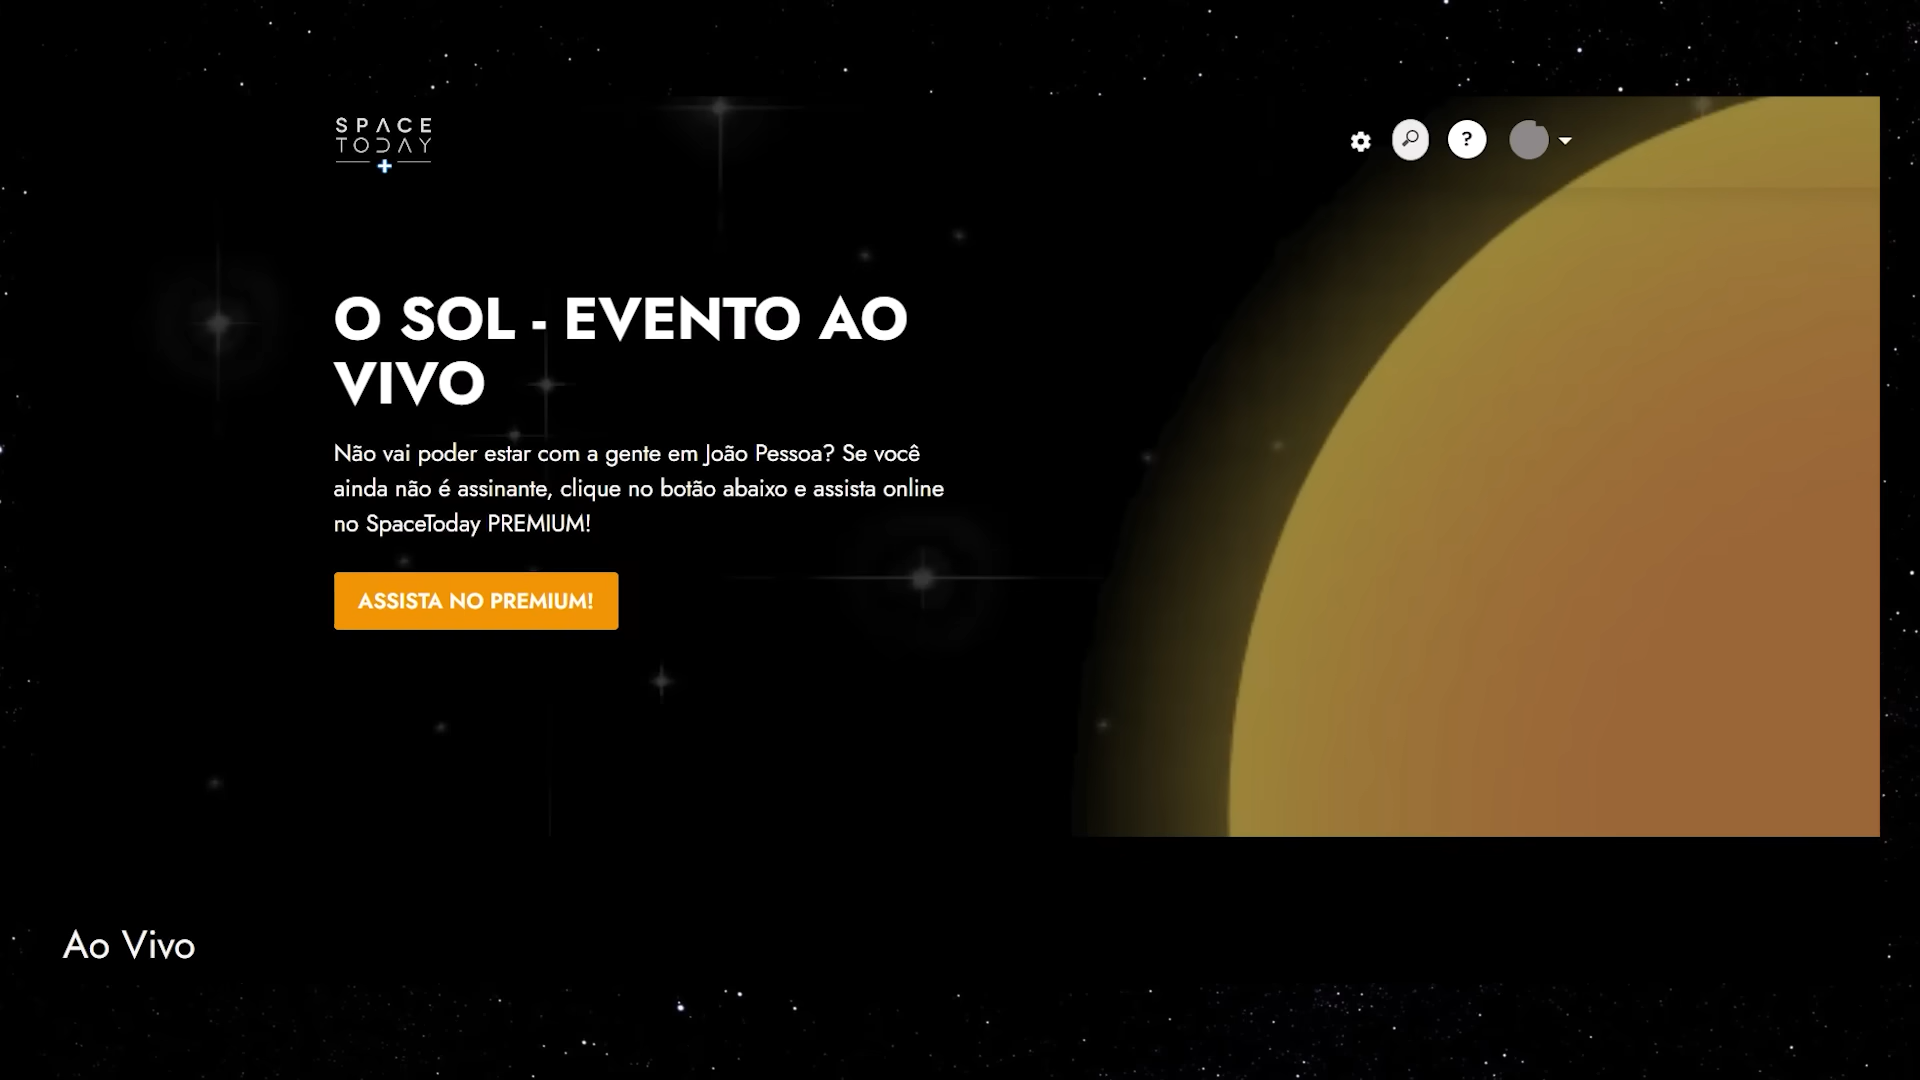 SPACE
TODAY
?
O SOL - EVENTO AO
VIVO
Não vai poder estar com a gente em João Pessoa? Se você
ainda não é assinante, clique no botão abaixo e assista online
no SpaceToday PREMIUM!
ASSISTA NO PREMIUM!
Ao Vivo